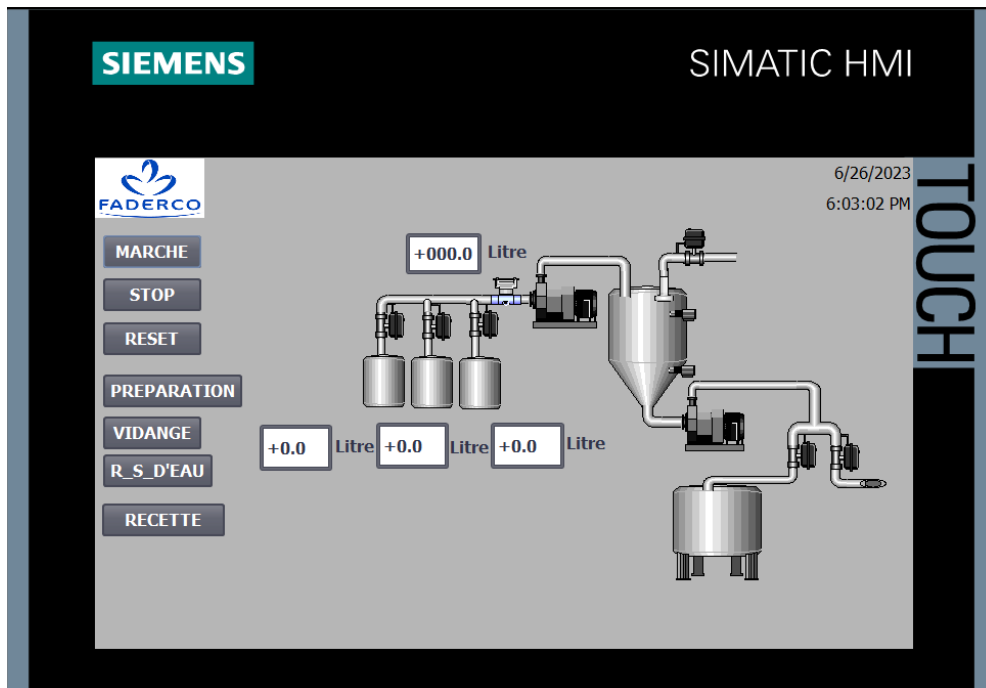 SIEMENS
SIMATIC HMI
TOUCH
FADERCO
6/26/2023
6:03:02 PM
MARCHE
STOP
RESET
PREPARATION
VIDANGE
R_S_D'EAU
RECETTE
+000.0 Litre
+0.0 Litre +0.0 Litre +0.0 Litre